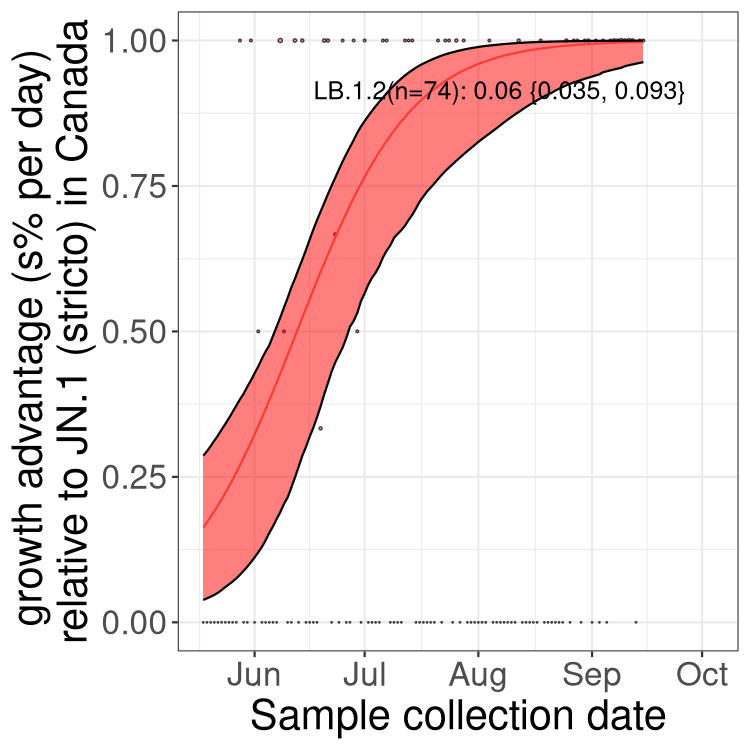 growth advantage (s% per day)
relative to JN.1 (stricto) in Canada
1.00
0.75
0.50
0.25
0.00
LB.1.2(n=74): 0.06 {0.035, 0.093}
Jun Jul Aug Sep Oct
Sample collection date